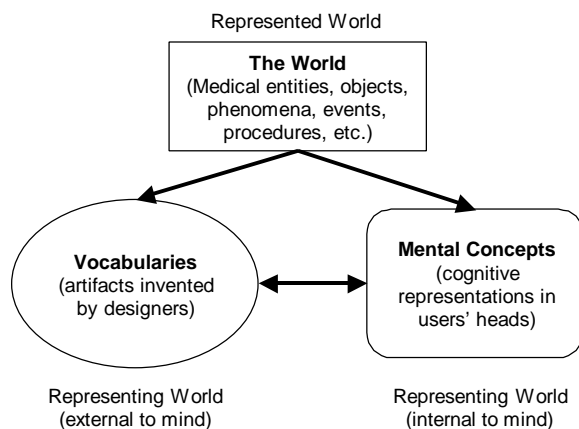 Represented World
The World
(Medical entities, objects,
phenomena, events,
procedures, etc.)
Vocabularies
(artifacts invented
by designers)
Mental Concepts
(cognitive
representations in
users’ heads)
Representing World
(external to mind)
Representing World
(internal to mind)